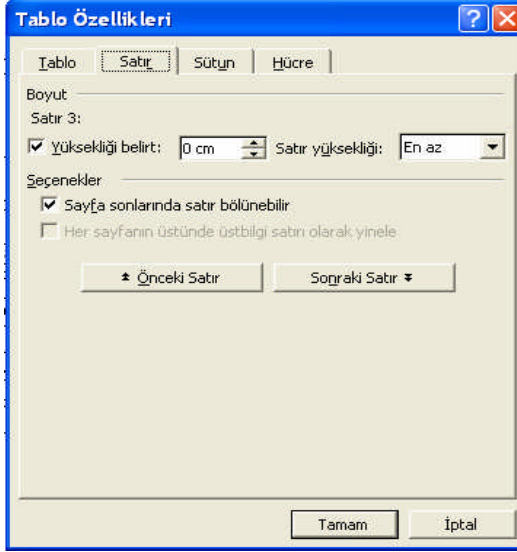 Tablo Özellikleri
Tablo Satır Sütun Hücre
Boyut
Satır 3:
Yüksekliği belirt: 0 cm Satır yüksekliği: En az
Seçenekler
Sayfa sonlarında satır bölünebilir
Her sayfanın üstünde üstbilgi satırı olarak yinele
Önceki Satır Sonraki Satır
Tamam İptal